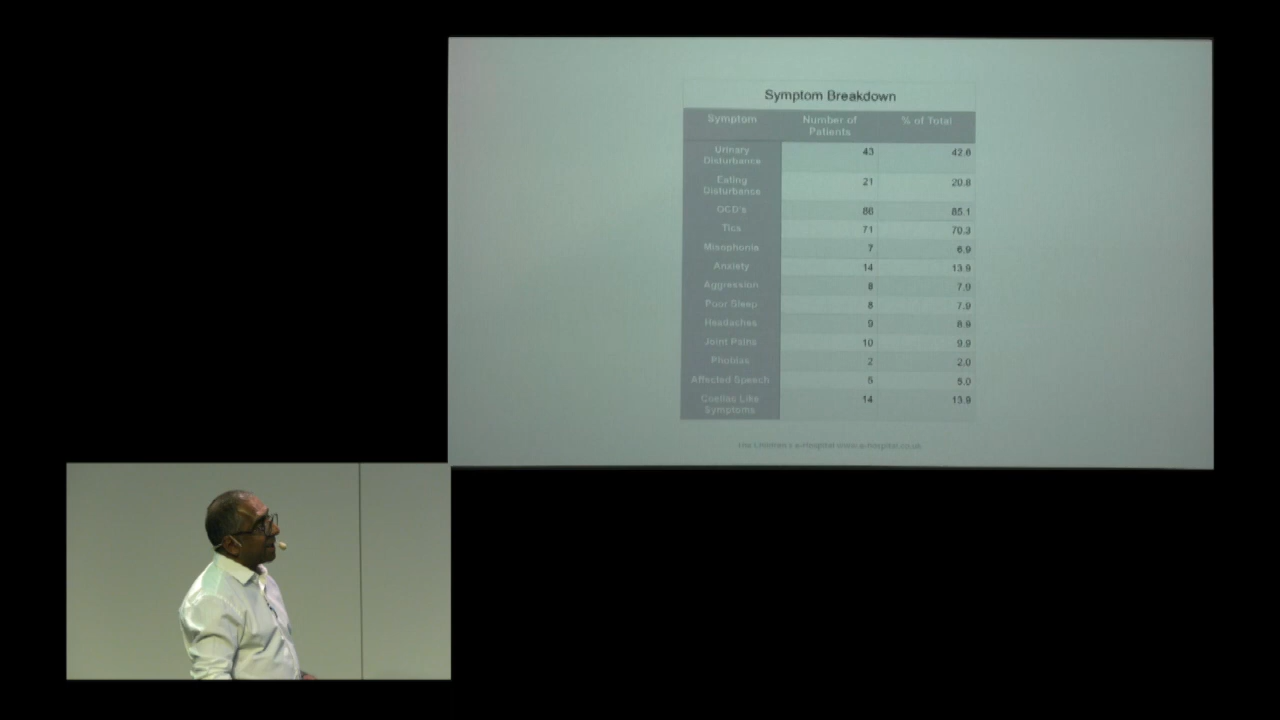 Symptom Breakdown
Symptom Number of % of Total
Patients
Urinary
Disturbance 43 42.6
Eating
Disturbance 21 20.8
OCD's 86 85.1
Tics 71 70.3
Misophonia 7 6.9
Anxiety 14 13.9
Aggression 8 7.9
Poor Sleep 8 7.9
Headaches 9 8.9
Joint Pains 10 9.9
Phobias 2 2.0
Affected Speech 5 5.0
Coeliac Like
Symptoms 14 13.9